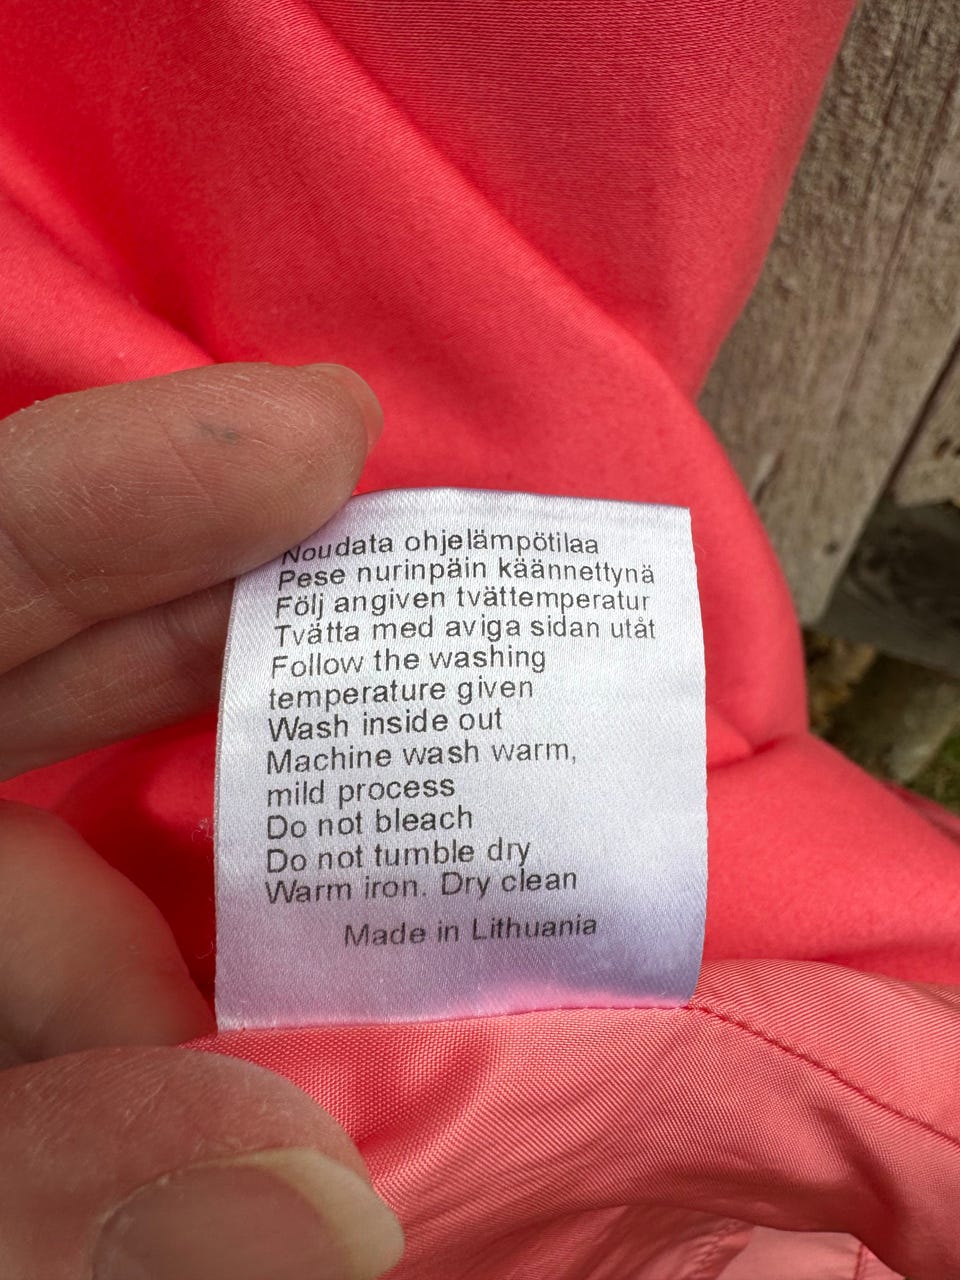 Noudata ohjelämpötilaa
Pese nurinpäin käännettynä
Följ angiven tvättemperatur
Tvätta med aviga sidan utåt
Follow the washing
temperature given
Wash inside out
Machine wash warm,
mild process
Do not bleach
Do not tumble dry
Warm iron. Dry clean
Made in Lithuania